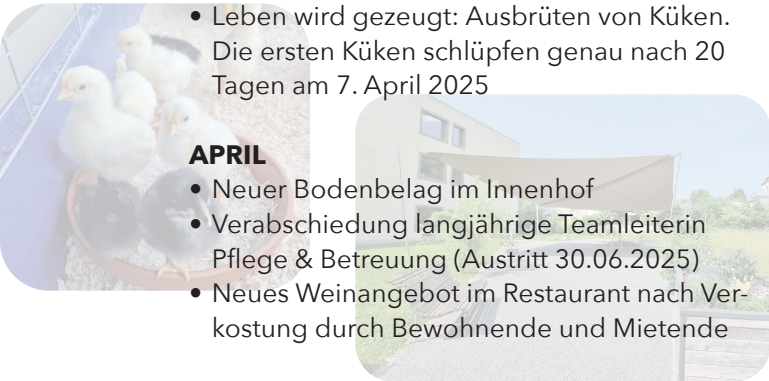 • Leben wird gezeugt: Ausbrüten von Küken.
Die ersten Küken schlüpfen genau nach 20
Tagen am 7. April 2025
APRIL
• Neuer Bodenbelag im Innenhof
• Verabschiedung langjährige Teamleiterin
Pflege & Betreuung (Austritt 30.06.2025)
• Neues Weinangebot im Restaurant nach Ver-
kostung durch Bewohnende und Mietende